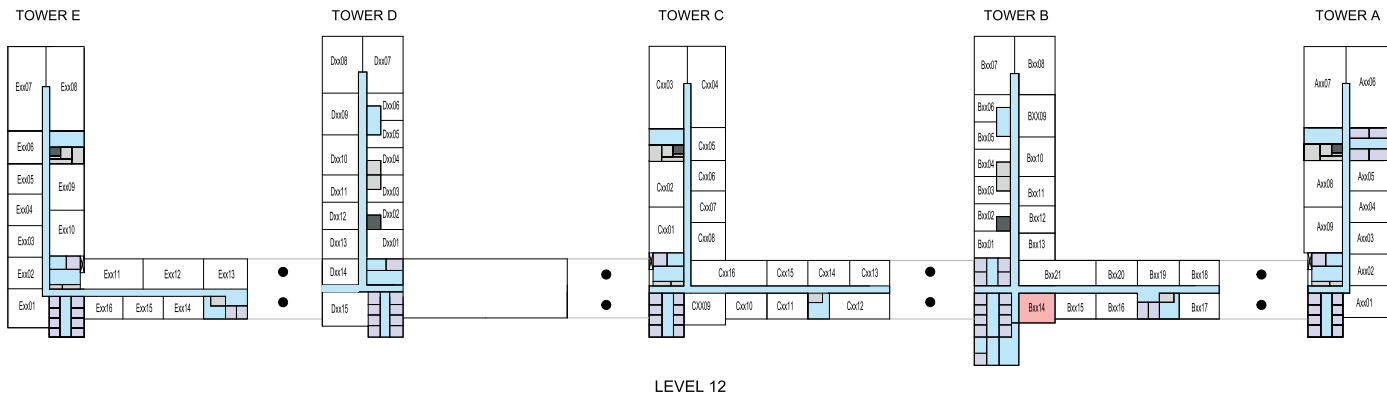 TOWER E
TOWER D
TOWER C
TOWER B
TOWER A
Exx07
Exx08
Exx06
Exx05
Exx09
Exx04
Exx03
Exx10
Exx02
Exx11
Exx12
Exx13
Exx01
Exx16
Exx15
Exx14
Dxx08
Dxx07
Dxx09
Dxx06
Dxx05
Dxx10
Dxx04
Dxx11
Dxx03
Dxx12
Dxx02
Dxx13
Dxx01
Dxx14
Dxx15
Cxx03
Cxx04
Cxx05
Cxx06
Cxx02
Cxx07
Cxx01
Cxx08
Cxx16
Cxx15
Cxx14
Cxx13
CXX09
Cxx10
Cxx11
Cxx12
Bxx07
Bxx08
Bxx06
BXX09
Bxx05
Bxx04
Bxx10
Bxx03
Bxx11
Bxx02
Bxx12
Bxx01
Bxx13
Bxx21
Bxx20
Bxx19
Bxx18
Bxx14
Bxx15
Bxx16
Bxx17
Axx07
Axx06
Axx08
Axx05
Axx04
Axx09
Axx03
Axx02
Axx01
LEVEL 12